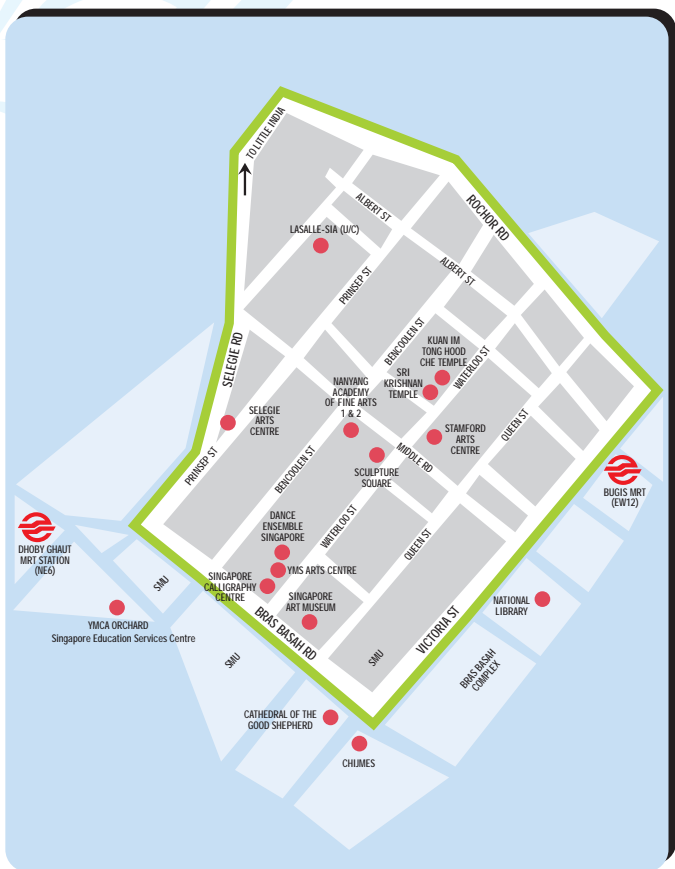 TO LITTLE INDIA
ROCHOR RD
ALBERT ST
LASALLE-SIA (U/C)
ALBERT ST
PRINSEP ST
BENCOOLEN ST
KUAN IM
TONG HOOD
CHE TEMPLE
WATERLOO ST
SELEGIE RD
SRI
KRISHNAN
TEMPLE
NANYANG
ACADEMY
OF FINE ARTS
1 & 2
SELEGIE
ARTS
CENTRE
STAMFORD
ARTS
CENTRE
QUEEN ST
MIDDLE RD
PRINSEP ST
BENCOOLEN ST
SCULPTURE
SQUARE
BUGIS MRT
(EW12)
DANCE
ENSEMBLE
SINGAPORE
WATERLOO ST
QUEEN ST
DHOBY GHAUT
MRT STATION
(NE6)
YMS ARTS CENTRE
SINGAPORE
CALLIGRAPHY
CENTRE
SMU
SINGAPORE
ART MUSEUM
NATIONAL
LIBRARY
YMCA ORCHARD
Singapore Education Services Centre
BRAS BASAH RD
VICTORIA ST
SMU
SMU
BRAS BASAH
COMPLEX
CATHEDRAL OF THE
GOOD SHEPHERD
CHIJMES